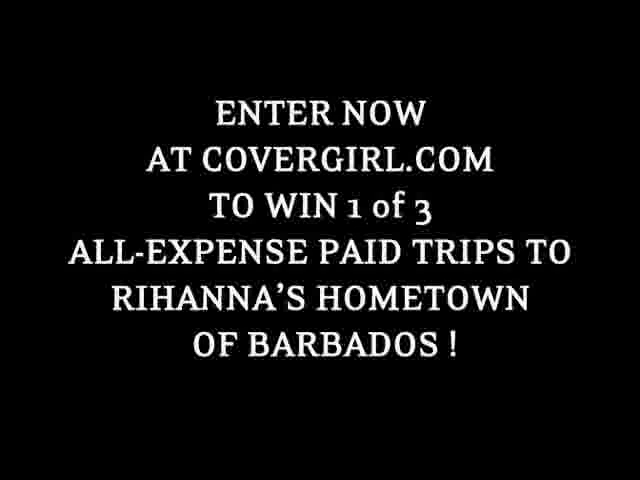 ENTER NOW
AT COVERGIRL.COM
TO WIN 1 of 3
ALL-EXPENSE PAID TRIPS TO
RIHANNA'S HOMETOWN
OF BARBADOS !